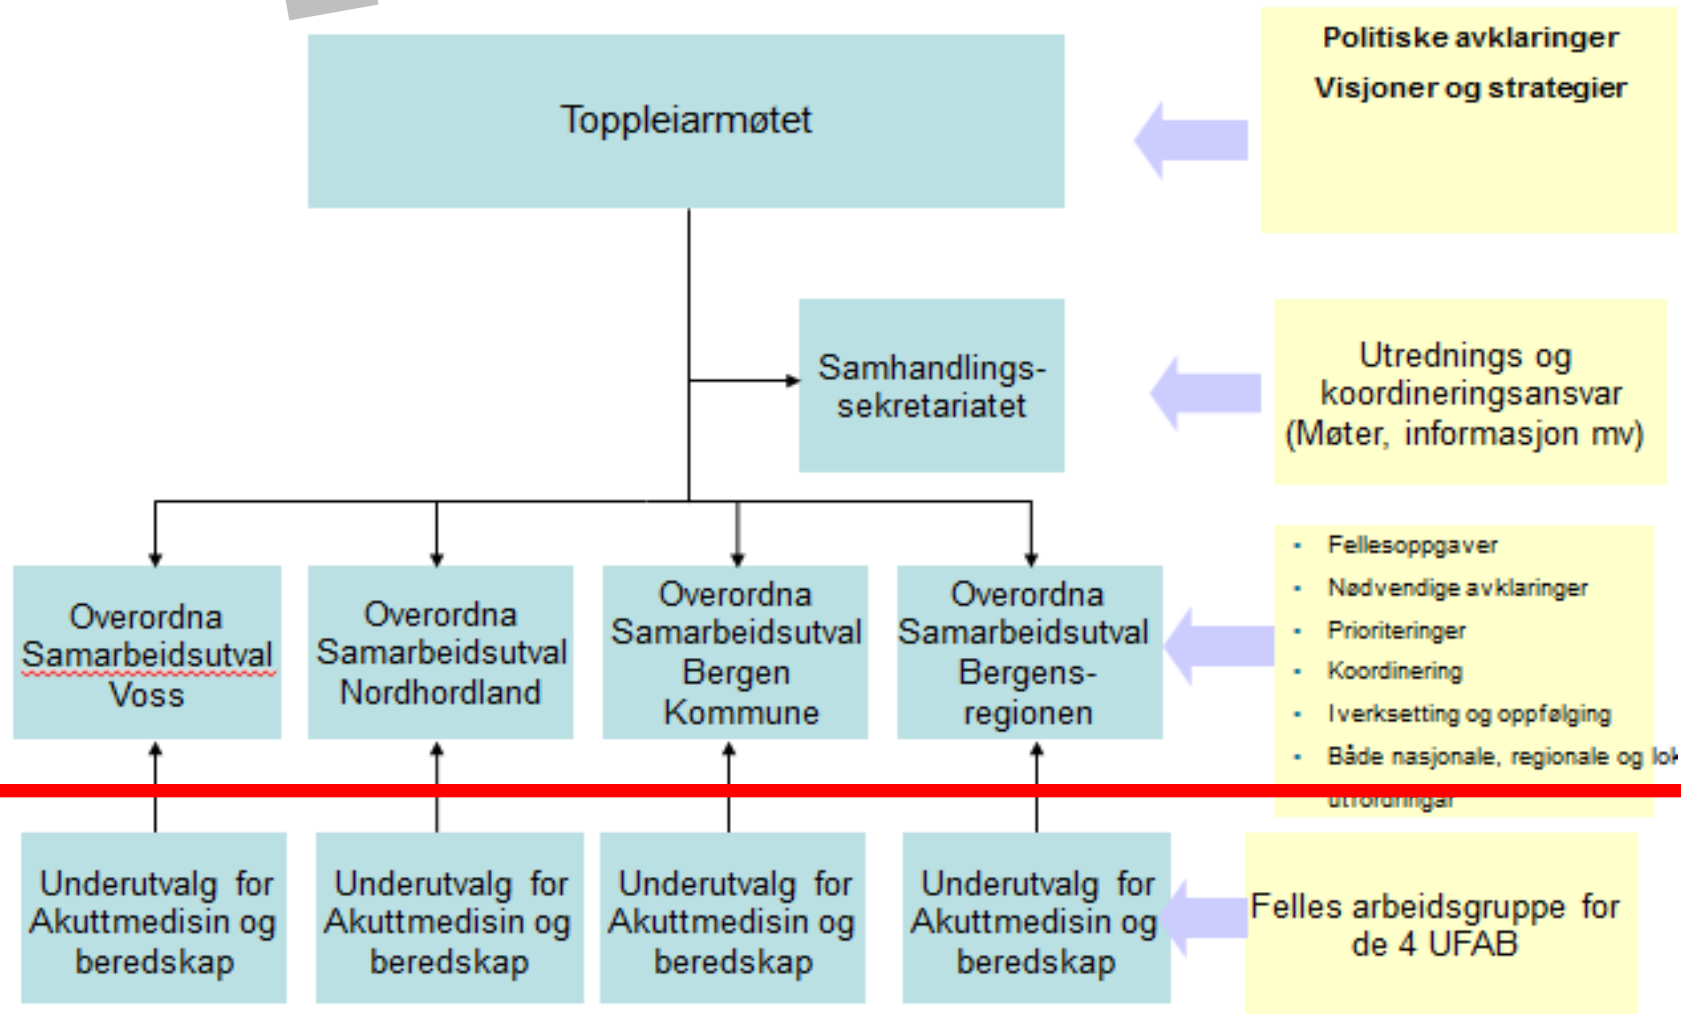 Politiske avklaringer
Visjoner og strategier
Toppleiarmøtet
Samhandlings-
sekretariatet
Utrednings og
koordineringsansvar
(Møter, informasjon mv)
Overordna
Samarbeidsutval
Voss
Overordna
Samarbeidsutval
Nordhordland
Overordna
Samarbeidsutval
Bergen
Kommune
Overordna
Samarbeidsutval
Bergens-
regionen
▪ Fellesoppgaver
▪ Nødvendige avklaringer
▪ Prioriteringer
▪ Koordinering
▪ Iverksetting og oppfølging
▪ Både nasjonale, regionale og lok
utfordringar
Underutvalg for
Akuttmedisin og
beredskap
Underutvalg for
Akuttmedisin og
beredskap
Underutvalg for
Akuttmedisin og
beredskap
Underutvalg for
Akuttmedisin og
beredskap
Felles arbeidsgruppe for
de 4 UFAB